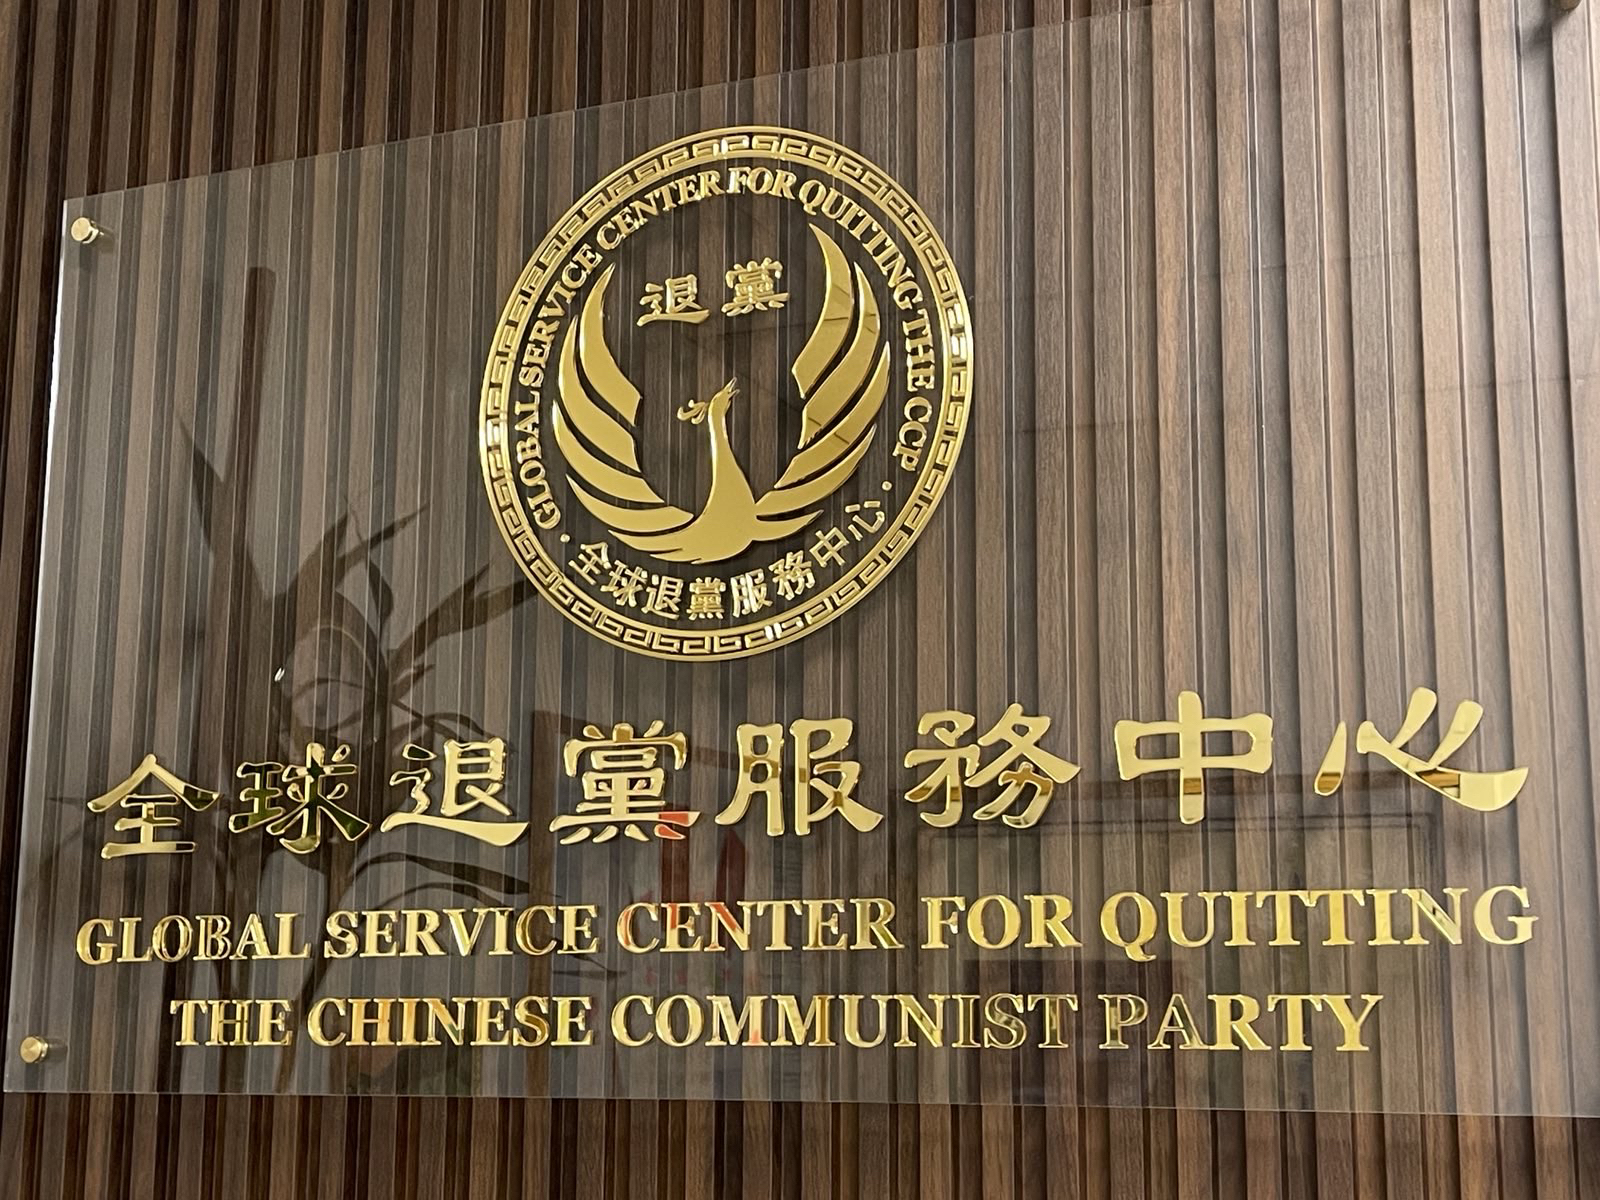 GLOBAL SERVICE CENTER FOR QUITTING THE CCP
退黨
· 全球退黨服務中心 ·
全球退黨服務中心
GLOBAL SERVICE CENTER FOR QUITTING
THE CHINESE COMMUNIST PARTY